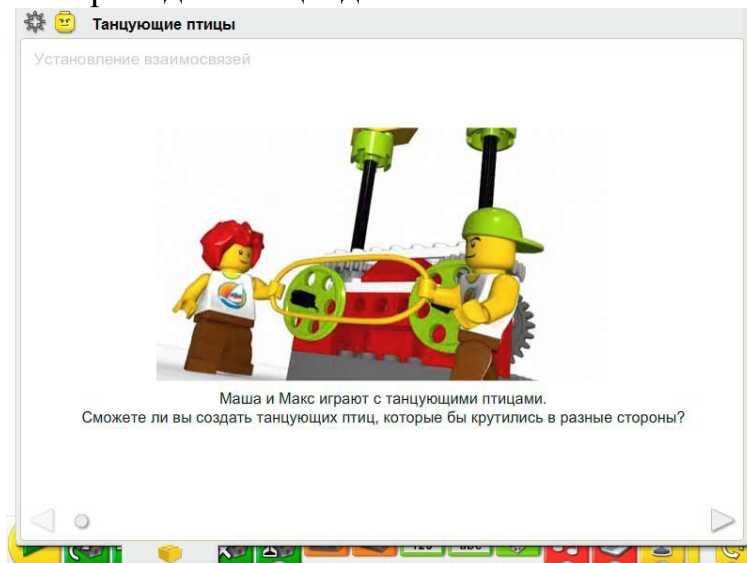 Танцующие птицы
Установление взаимосвязей
Маша и Макс играют с танцующими птицами.
Сможете ли вы создать танцующих птиц, которые бы крутились в разные стороны?